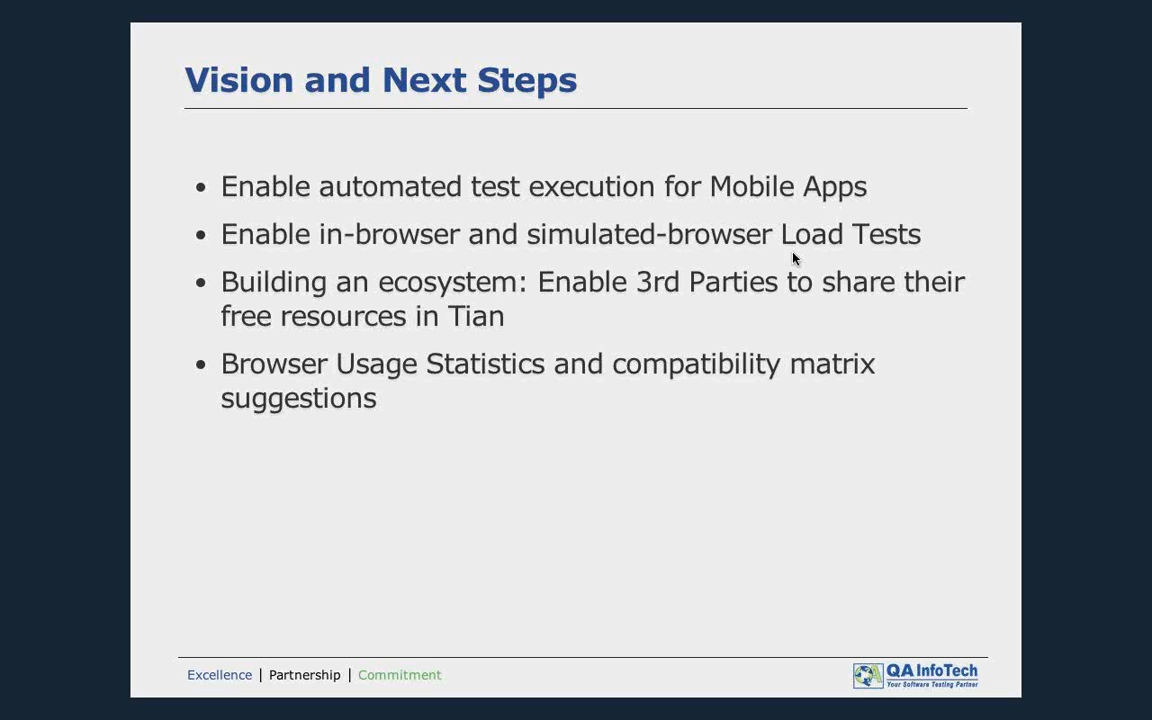 Vision and Next Steps
• Enable automated test execution for Mobile Apps
• Enable in-browser and simulated-browser Load Tests
• Building an ecosystem: Enable 3rd Parties to share their
free resources in Tian
• Browser Usage Statistics and compatibility matrix
suggestions
Excellence | Partnership | Commitment
QA InfoTech
Your Software Testing Partner